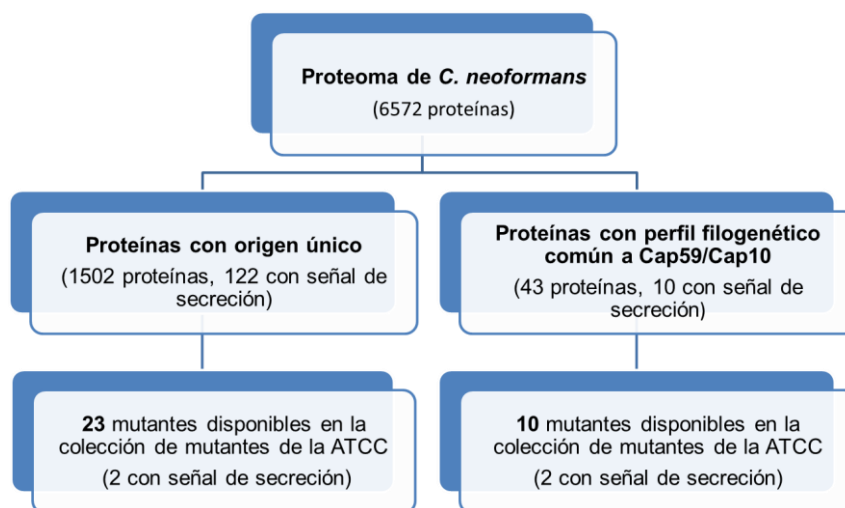 Proteoma de C. neoformans
(6572 proteínas)
Proteínas con origen único
(1502 proteínas, 122 con señal de
secreción)
Proteínas con perfil filogenético
común a Cap59/Cap10
(43 proteínas, 10 con señal de
secreción)
23 mutantes disponibles en la
colección de mutantes de la ATCC
(2 con señal de secreción)
10 mutantes disponibles en la
colección de mutantes de la ATCC
(2 con señal de secreción)